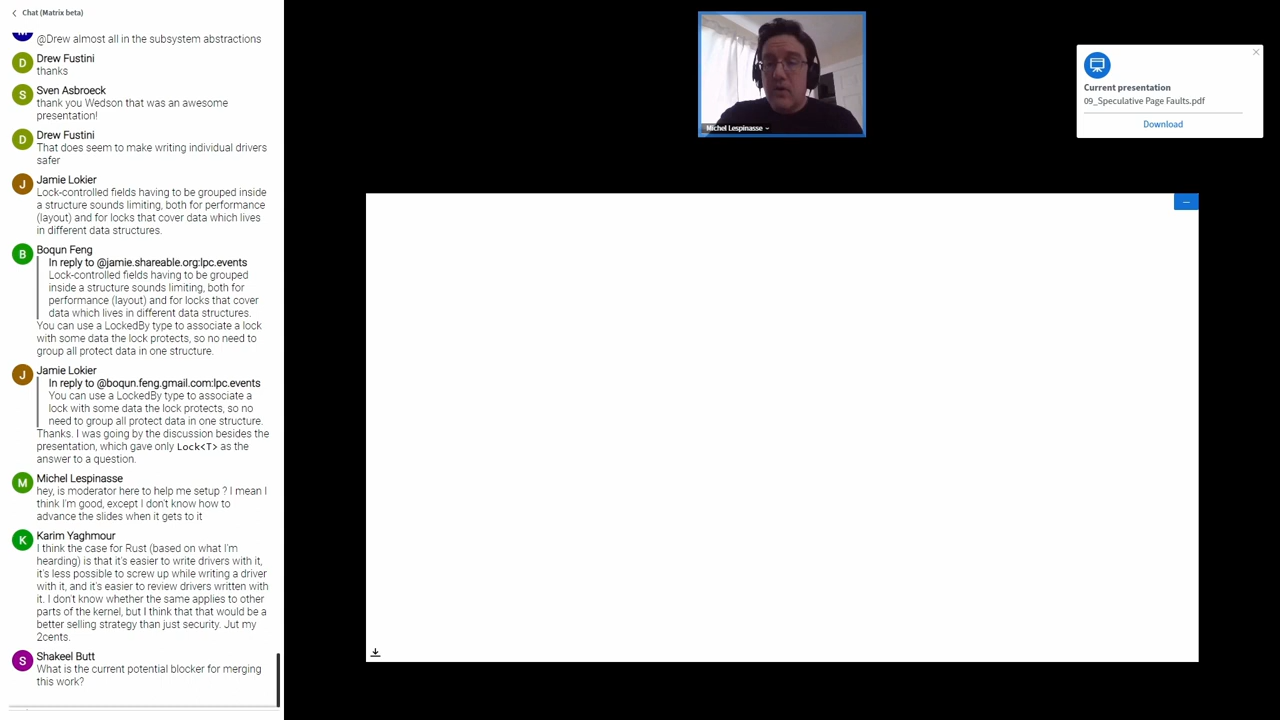 Chat (Matrix beta)
@Drew almost all in the subsystem abstractions
D
Drew Fustini
thanks
S
Sven Asbroeck
thank you Wedson that was an awesome
presentation!
D
Drew Fustini
That does seem to make writing individual drivers
safer
J
Jamie Lokier
Lock-controlled fields having to be grouped inside
a structure sounds limiting, both for performance
(layout) and for locks that cover data which lives
in different data structures.
B
Boqun Feng
In reply to @jamie.shareable.org:lpc.events
Lock-controlled fields having to be grouped
inside a structure sounds limiting, both for
performance (layout) and for locks that cover
data which lives in different data structures.
You can use a LockedBy type to associate a lock
with some data the lock protects, so no need to
group all protect data in one structure.
J
Jamie Lokier
In reply to @boqun.feng.gmail.com:lpc.events
You can use a LockedBy type to associate a
lock with some data the lock protects, so no
need to group all protect data in one structure.
Thanks. I was going by the discussion besides the
presentation, which gave only Lock<T> as the
answer to a question.
M
Michel Lespinasse
hey, is moderator here to help me setup ? I mean I
think I'm good, except I don't know how to
advance the slides when it gets to it
K
Karim Yaghmour
I think the case for Rust (based on what I'm
hearding) is that it's easier to write drivers with it,
it's less possible to screw up while writing a driver
with it, and it's easier to review drivers written with
it. I don't know whether the same applies to other
parts of the kernel, but I think that that would be a
better selling strategy than just security. Jut my
2cents.
S
Shakeel Butt
What is the current potential blocker for merging
this work?
Michel Lespinasse
Current presentation
09_Speculative Page Faults.pdf
Download